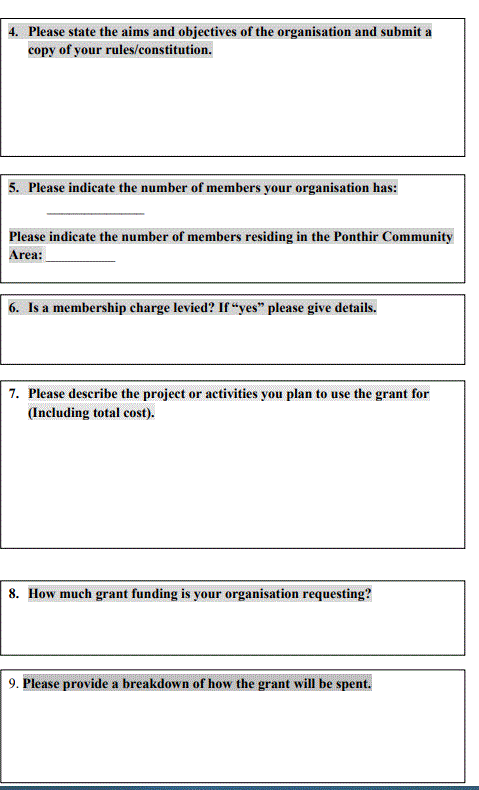 4. Please state the aims and objectives of the organisation and submit a
copy of your rules/constitution.
5. Please indicate the number of members your organisation has:
______________
Please indicate the number of members residing in the Ponthir Community
Area: __________
6. Is a membership charge levied? If “yes” please give details.
7. Please describe the project or activities you plan to use the grant for
(Including total cost).
8. How much grant funding is your organisation requesting?
9. Please provide a breakdown of how the grant will be spent.